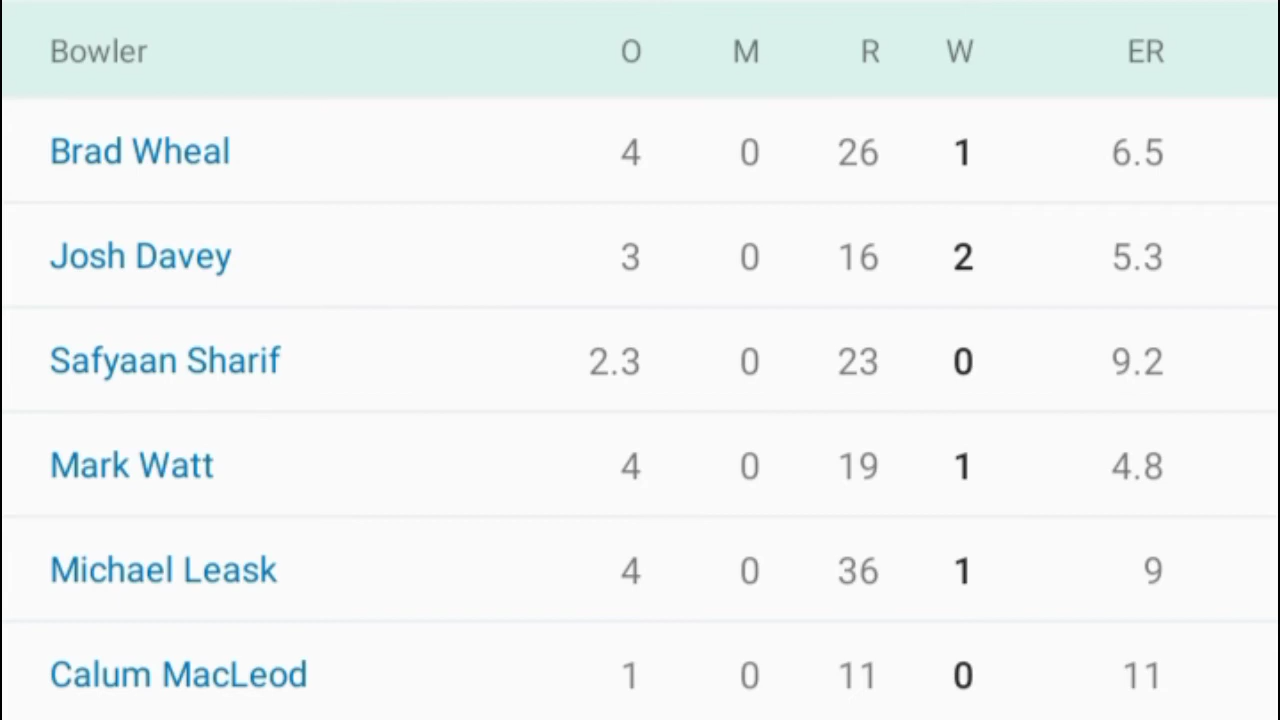 Bowler O M R W ER
Brad Wheal 4 0 26 1 6.5
Josh Davey 3 0 16 2 5.3
Safyaan Sharif 2.3 0 23 0 9.2
Mark Watt 4 0 19 1 4.8
Michael Leask 4 0 36 1 9
Calum MacLeod 1 0 11 0 11